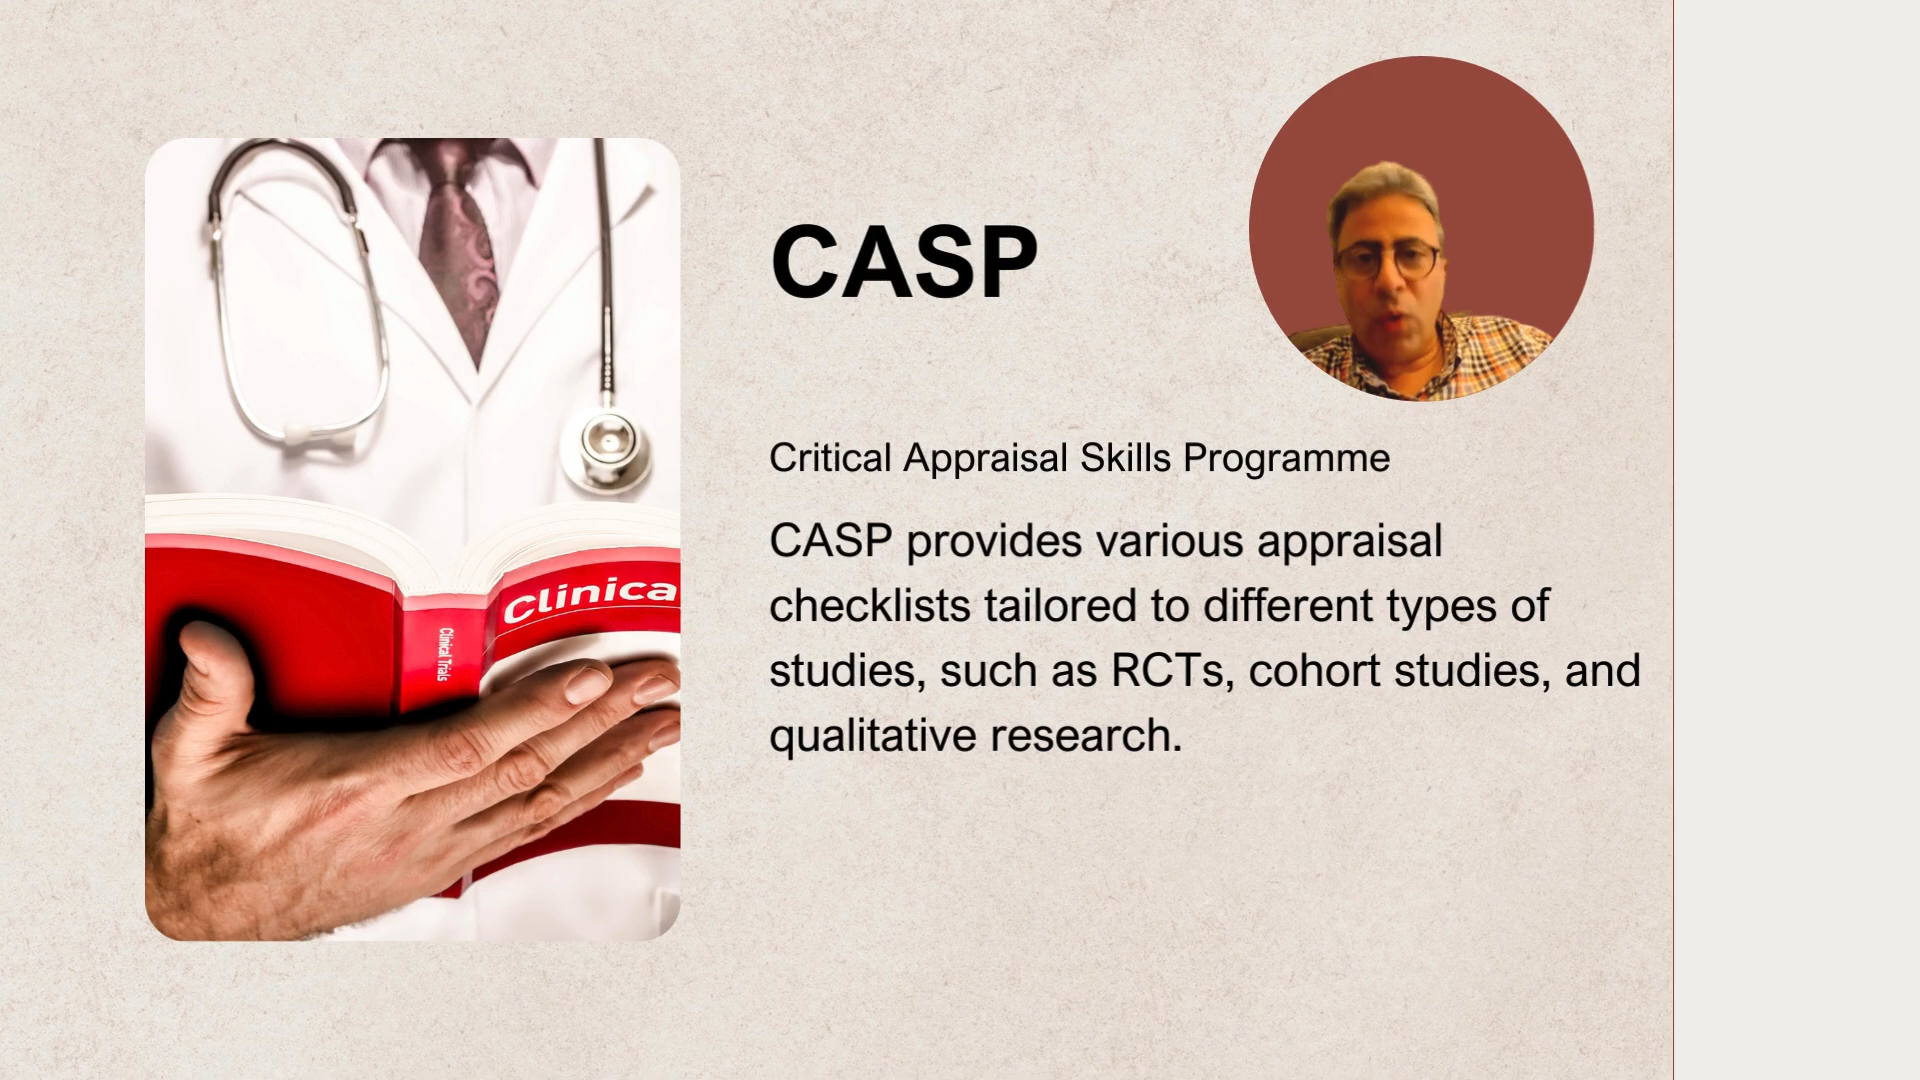 CASP
Critical Appraisal Skills Programme
CASP provides various appraisal
checklists tailored to different types of
studies, such as RCTs, cohort studies, and
qualitative research.
Clinica
Clinical Trials